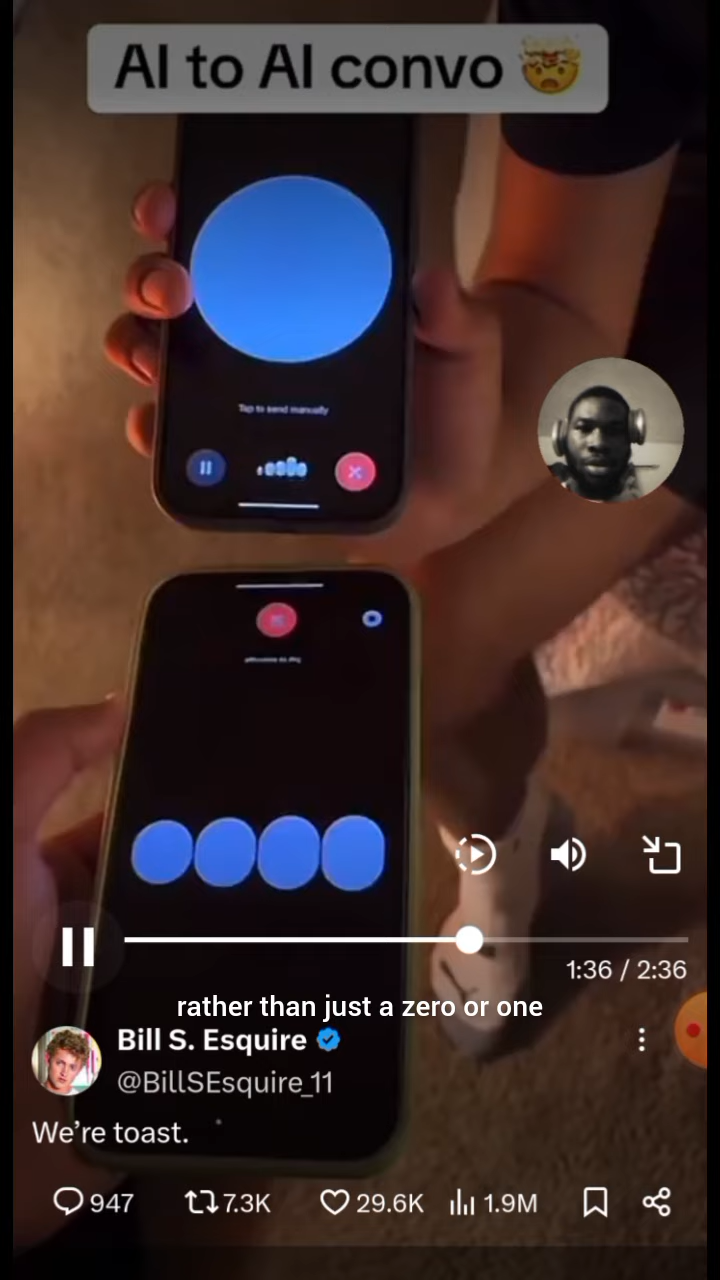 AI to AI convo 🤯
Tap to send manually
1:36 / 2:36
rather than just a zero or one
Bill S. Esquire
@BillSEsquire_11
We’re toast.
947 7.3K 29.6K 1.9M